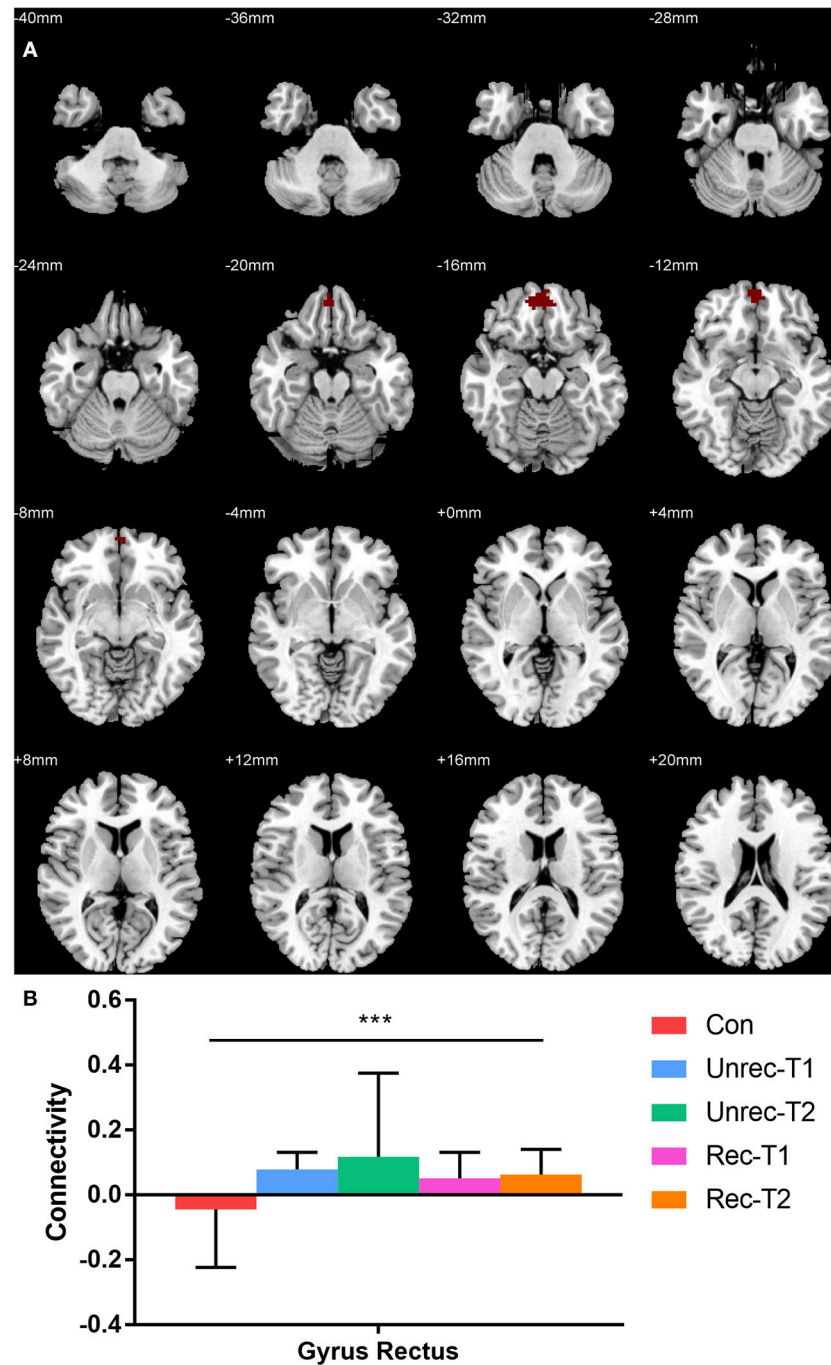 -40mm -36mm -32mm -28mm
A
-24mm -20mm -16mm -12mm
-8mm -4mm +0mm +4mm
+8mm +12mm +16mm +20mm
B
0.6
0.4
0.2
0.0
-0.2
-0.4
Connectivity
***
Gyrus Rectus
Con
Unrec-T1
Unrec-T2
Rec-T1
Rec-T2